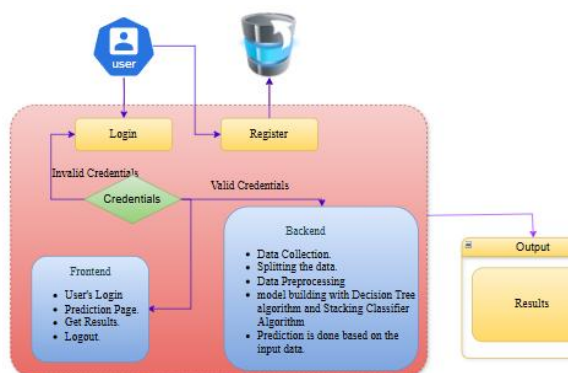 user
Login
Register
Invalid Credentials
Valid Credentials
Credentials
Backend
Data Collection.
Splitting the data.
Data Preprocessing
model building with Decision Tree
algorithm and Stacking Classifier
Algorithm
Prediction is done based on the
input data.
Frontend
User's Login
Prediction Page.
Get Results.
Logout.
Output
Results